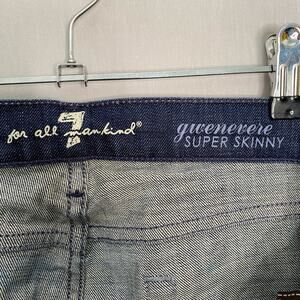 for all 7 mankind®
gwenevere
SUPER SKINNY